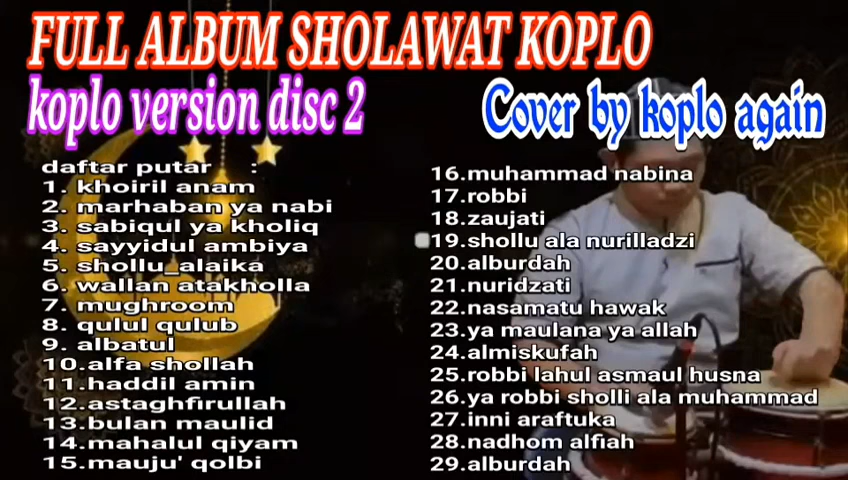 FULL ALBUM SHOLAWAT KOPLO
koplo version disc 2
Cover by koplo again
daftar putar :
1. khoiril anam
2. marhaban ya nabi
3. sabiqul ya kholiq
4. sayyidul ambiya
5. shollu_alaika
6. wallan atakholla
7. mughroom
8. qulul qulub
9. albatul
10.alfa shollah
11.haddil amin
12.astaghfirullah
13.bulan maulid
14.mahalul qiyam
15.mauju' qolbi
16.muhammad nabina
17.robbi
18.zaujati
19.shollu ala nurilladzi
20.alburdah
21.nuridzati
22.nasamatu hawak
23.ya maulana ya allah
24.almiskufah
25.robbi lahul asmaul husna
26.ya robbi sholli ala muhammad
27.inni araftuka
28.nadhom alfiah
29.alburdah